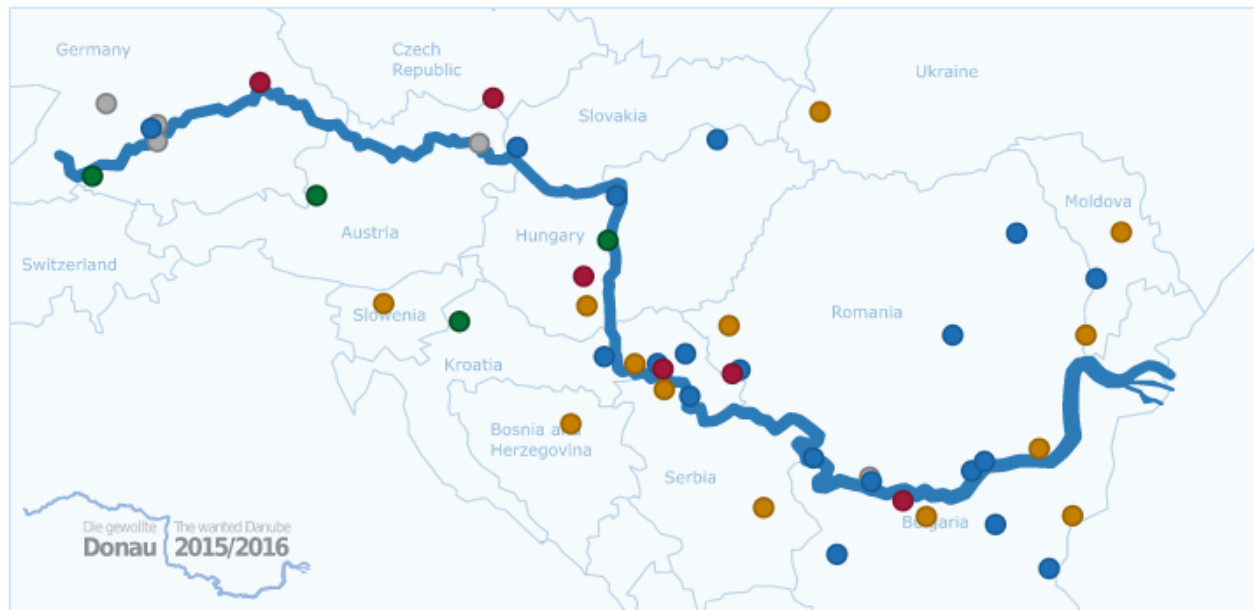 Germany
Czech
Republic
Ukraine
Slovakia
Moldova
Austria
Hungary
Switzerland
Slowenia
Romania
Kroatia
Bosnia and
Herzegovina
Serbia
Bulgaria
Die gewollte The wanted Danube
Donau 2015/2016